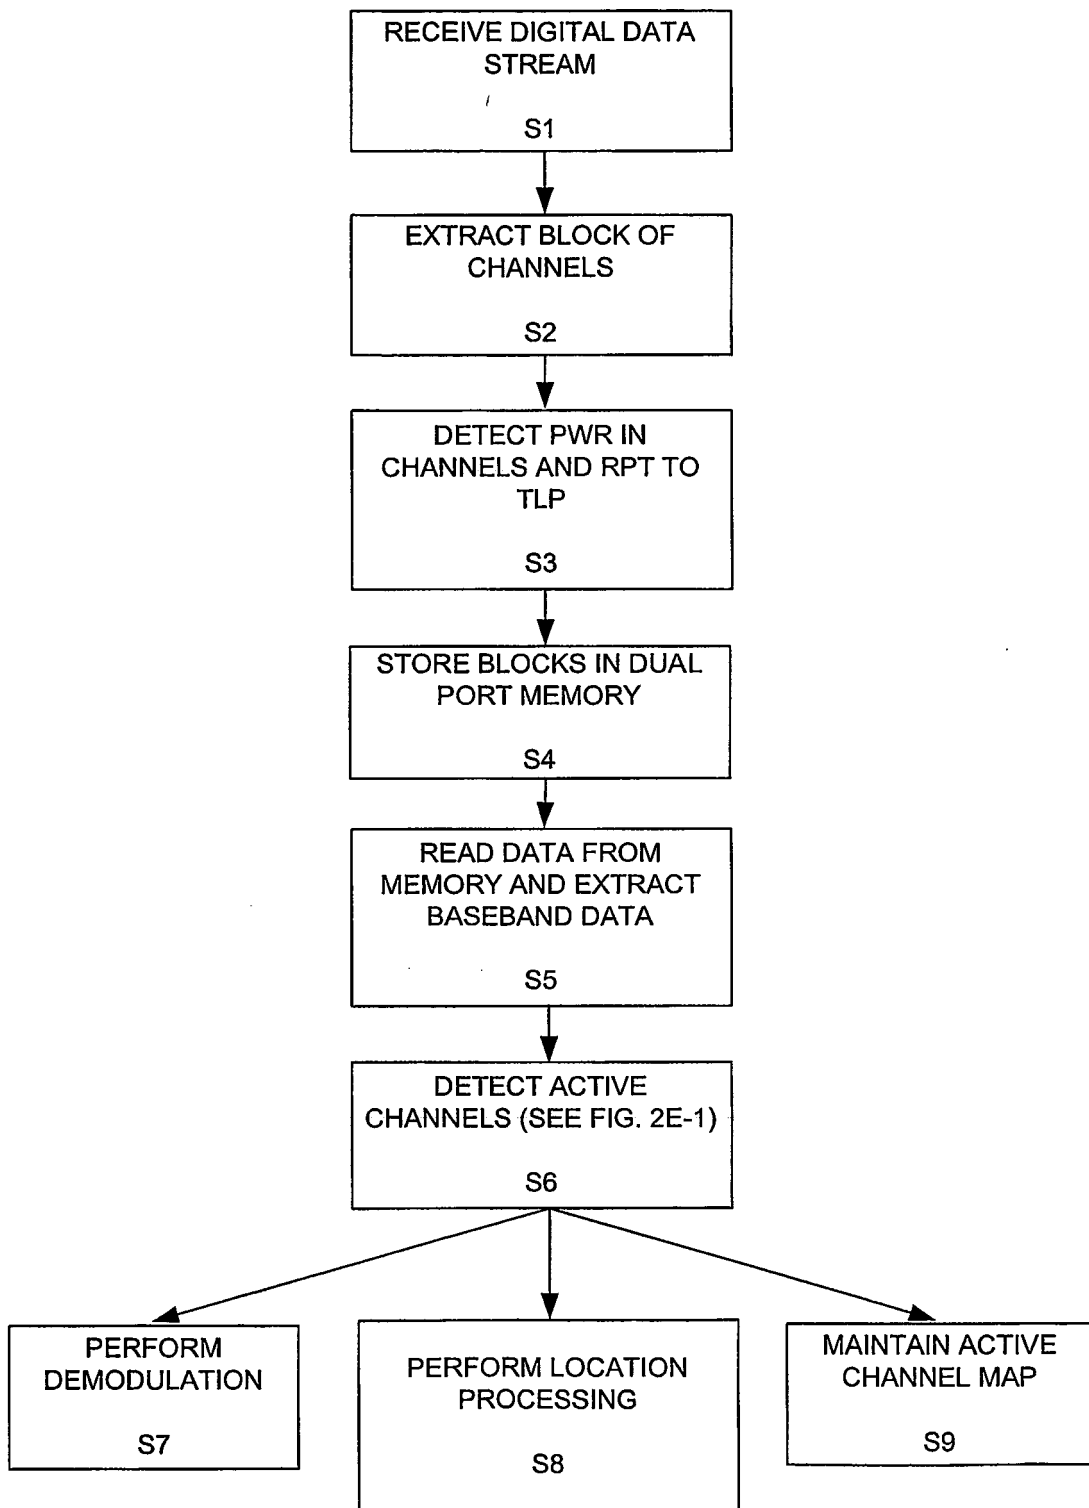 RECEIVE DIGITAL DATA
STREAM
S1
EXTRACT BLOCK OF
CHANNELS
S2
DETECT PWR IN
CHANNELS AND RPT TO
TLP
S3
STORE BLOCKS IN DUAL
PORT MEMORY
S4
READ DATA FROM
MEMORY AND EXTRACT
BASEBAND DATA
S5
DETECT ACTIVE
CHANNELS (SEE FIG. 2E-1)
S6
PERFORM
DEMODULATION
S7
PERFORM LOCATION
PROCESSING
S8
MAINTAIN ACTIVE
CHANNEL MAP
S9